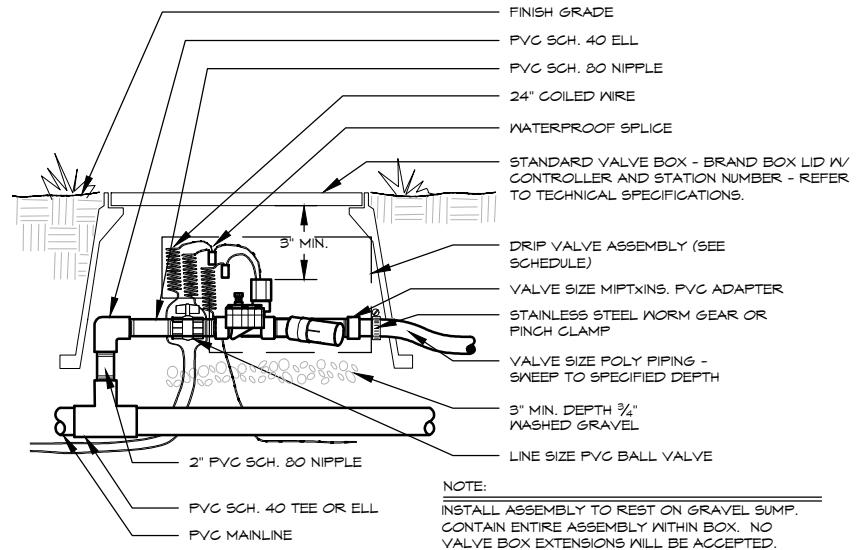 FINISH GRADE
PVC SCH. 40 ELL
PVC SCH. 80 NIPPLE
24" COILED WIRE
WATERPROOF SPLICE
STANDARD VALVE BOX - BRAND BOX LID W/
CONTROLLER AND STATION NUMBER - REFER
TO TECHNICAL SPECIFICATIONS.
3" MIN.
DRIP VALVE ASSEMBLY (SEE
SCHEDULE)
VALVE SIZE MIPTxINS. PVC ADAPTER
STAINLESS STEEL WORM GEAR OR
PINCH CLAMP
VALVE SIZE POLY PIPING -
SWEEP TO SPECIFIED DEPTH
3" MIN. DEPTH 3/4"
WASHED GRAVEL
LINE SIZE PVC BALL VALVE
2" PVC SCH. 80 NIPPLE
PVC SCH. 40 TEE OR ELL
PVC MAINLINE
NOTE:
INSTALL ASSEMBLY TO REST ON GRAVEL SUMP.
CONTAIN ENTIRE ASSEMBLY WITHIN BOX. NO
VALVE BOX EXTENSIONS WILL BE ACCEPTED.